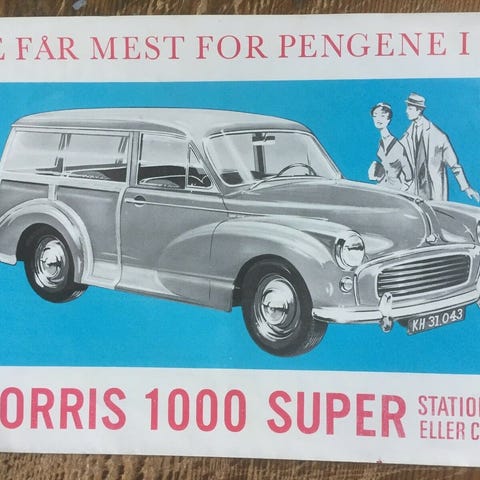 FÅR MEST FOR PENGENE I
KH 31.043
ORRIS 1000 SUPER
STATIO
ELLER C